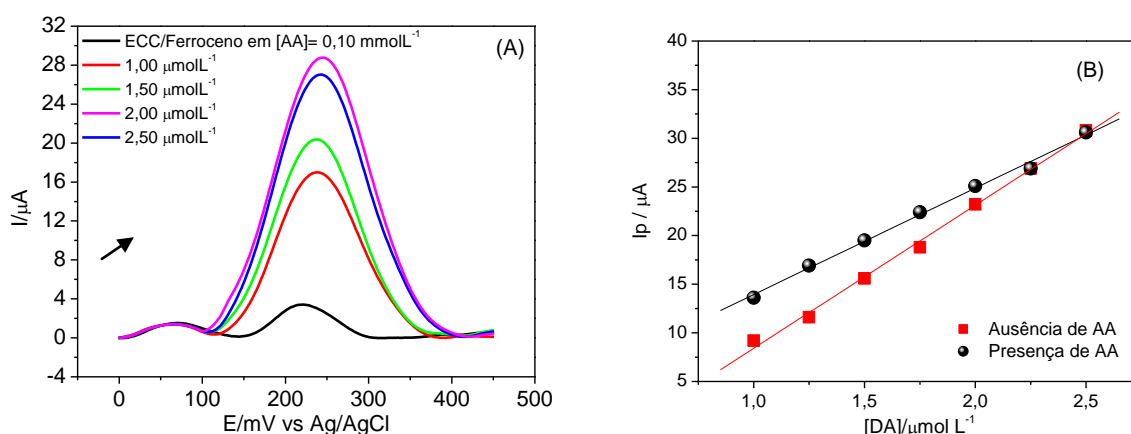 32
28
24
20
16
12
8
4
0
-4
I/µA
ECC/Ferroceno em [AA]= 0,10 mmolL⁻¹
1,00 µmolL⁻¹
1,50 µmolL⁻¹
2,00 µmolL⁻¹
2,50 µmolL⁻¹
(A)
0 100 200 300 400 500
E/mV vs Ag/AgCl
40
35
30
25
20
15
10
5
Ip / µA
(B)
Ausência de AA
Presença de AA
1,0 1,5 2,0 2,5
[DA]/µmol L⁻¹